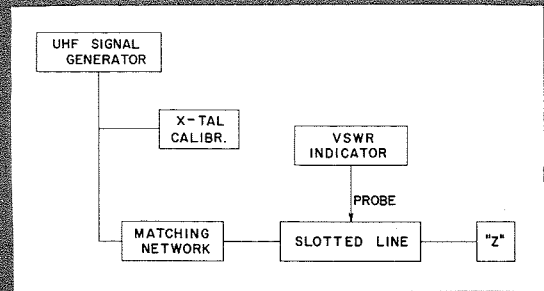 UHF SIGNAL
GENERATOR
X-TAL
CALIBR.
VSWR
INDICATOR
PROBE
MATCHING
NETWORK
SLOTTED LINE
"Z"